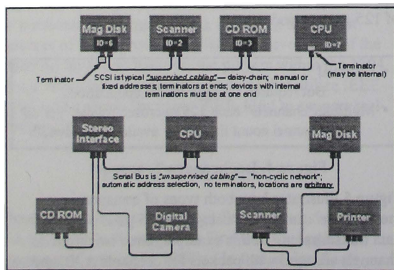 Mag Disk
ID=6
Scanner
ID=2
CD ROM
ID=3
CPU
ID=7
Terminator
Terminator
(may be internal)
SCSI is typical "supervised cabling" — daisy-chain; manual or
fixed addresses; terminators at ends; devices with internal
terminations must be at one end
Stereo
Interface
CPU
Mag Disk
Serial Bus is "unsupervised cabling" — "non-cyclic network";
automatic address selection, no terminators, locations are arbitrary
CD ROM
Digital
Camera
Scanner
Printer